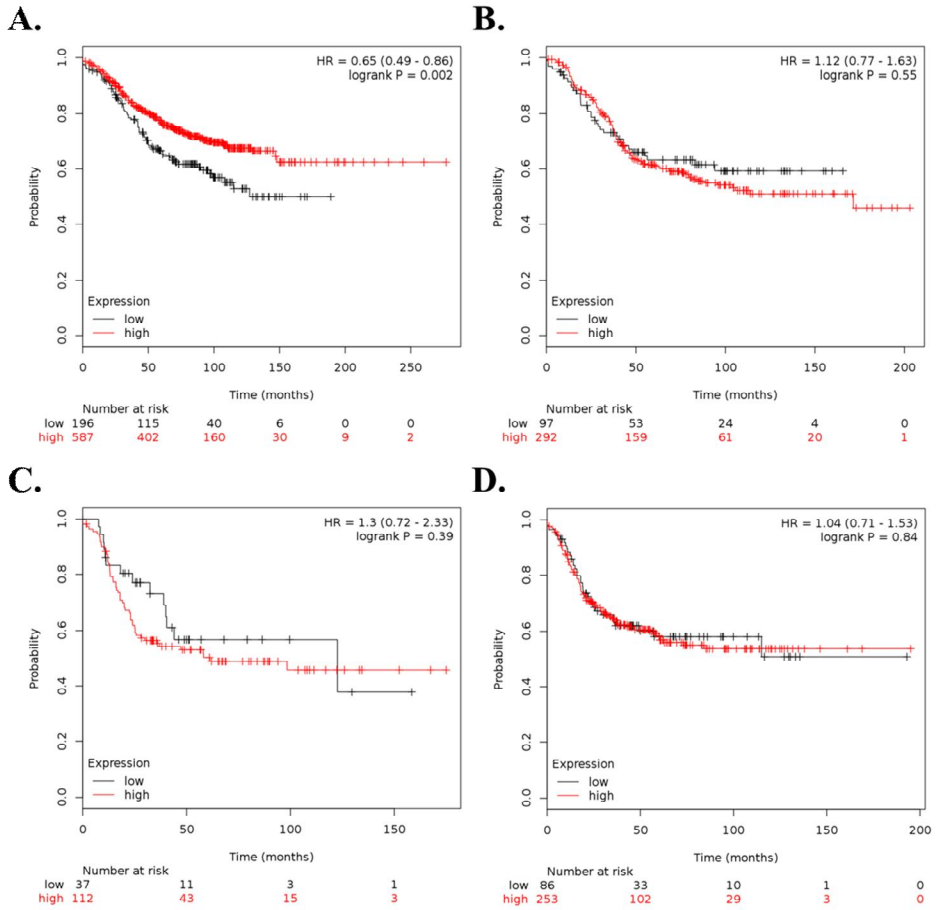 A.
HR = 0.65 (0.49 - 0.86)
logrank P = 0.002
Probability
1.0
0.8
0.6
0.4
0.2
0.0
Expression
low
high
0 50 100 150 200 250
Time (months)
Number at risk
low 196 115 40 6 0 0
high 587 402 160 30 9 2
B.
HR = 1.12 (0.77 - 1.63)
logrank P = 0.55
Probability
1.0
0.8
0.6
0.4
0.2
0.0
Expression
low
high
0 50 100 150 200
Time (months)
Number at risk
low 97 53 24 4 0
high 292 159 61 20 1
C.
HR = 1.3 (0.72 - 2.33)
logrank P = 0.39
Probability
1.0
0.8
0.6
0.4
0.2
0.0
Expression
low
high
0 50 100 150
Time (months)
Number at risk
low 37 11 3 1
high 112 43 15 3
D.
HR = 1.04 (0.71 - 1.53)
logrank P = 0.84
Probability
1.0
0.8
0.6
0.4
0.2
0.0
Expression
low
high
0 50 100 150 200
Time (months)
Number at risk
low 86 33 10 1 0
high 253 102 29 3 0